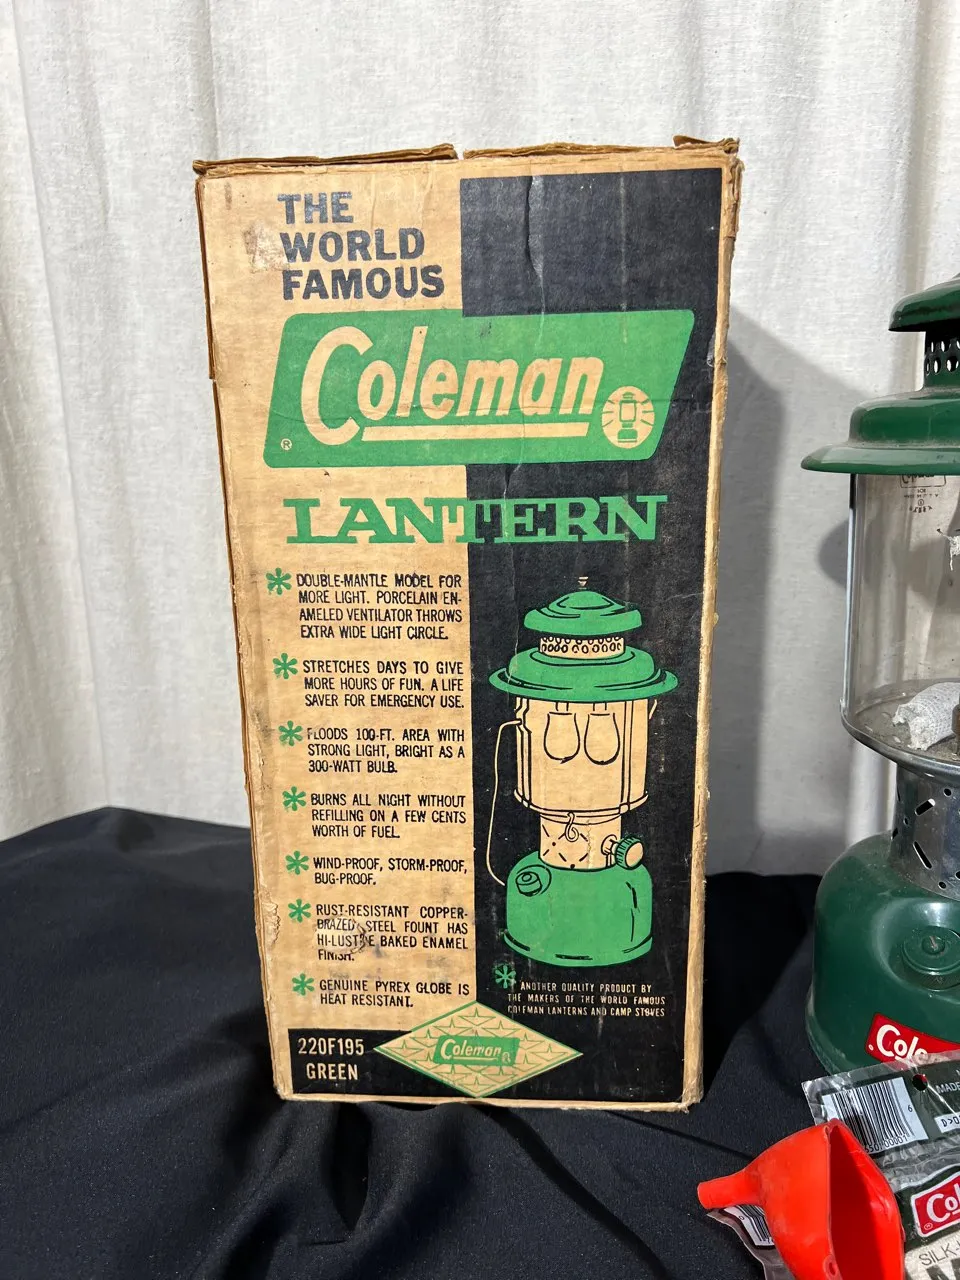 THE
WORLD
FAMOUS
Coleman
®
LANTERN
DOUBLE-MANTLE MODEL FOR
MORE LIGHT. PORCELAIN EN-
AMELED VENTILATOR THROWS
EXTRA WIDE LIGHT CIRCLE.
STRETCHES DAYS TO GIVE
MORE HOURS OF FUN. A LIFE
SAVER FOR EMERGENCY USE.
FLOODS 100-FT. AREA WITH
STRONG LIGHT, BRIGHT AS A
300-WATT BULB.
BURNS ALL NIGHT WITHOUT
REFILLING ON A FEW CENTS
WORTH OF FUEL.
WIND-PROOF, STORM-PROOF,
BUG-PROOF.
RUST-RESISTANT COPPER-
BRAZED STEEL FOUNT HAS
HI-LUSTRE BAKED ENAMEL
FINISH.
GENUINE PYREX GLOBE IS
HEAT RESISTANT.
ANOTHER QUALITY PRODUCT BY
THE MAKERS OF THE WORLD FAMOUS
COLEMAN LANTERNS AND CAMP STOVES
220F195
GREEN
Coleman ®
Cole
MADE
Col
SILK-